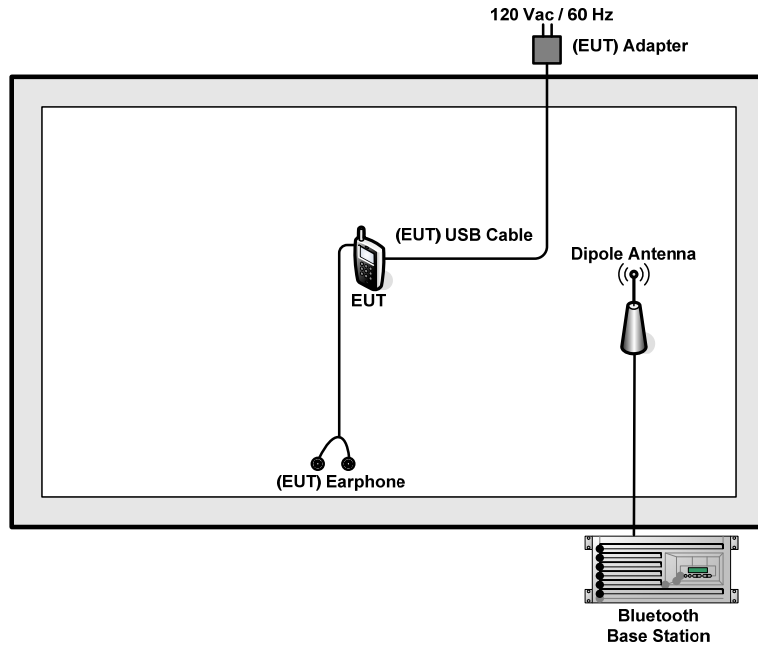 120 Vac / 60 Hz
(EUT) Adapter
(EUT) USB Cable
Dipole Antenna
EUT
(EUT) Earphone
Bluetooth
Base Station